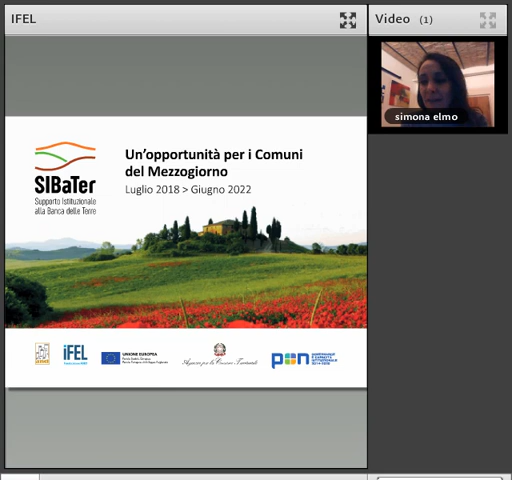 IFEL
Video (1)
simona elmo
SIBaTer
Supporto Istituzionale
alla Banca delle Terre
Un'opportunità per i Comuni
del Mezzogiorno
Luglio 2018 > Giugno 2022
iFEL
UNIONE EUROPEA
Agenzia per la Coesione Territoriale
pon